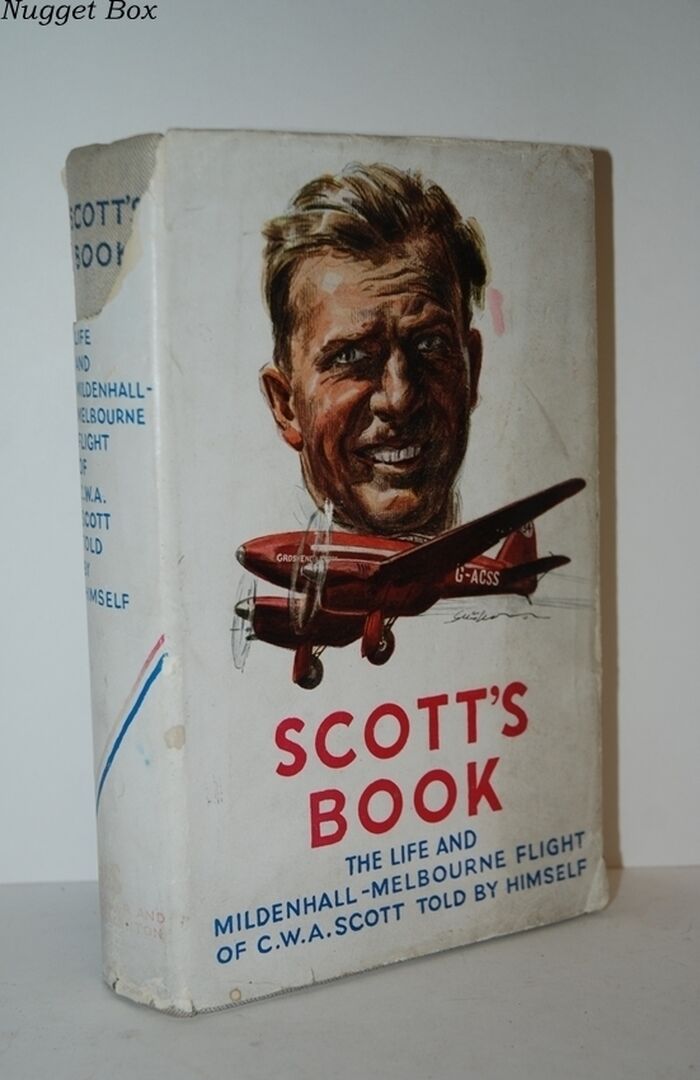 Nugget Box
SCOTT'S
BOOK
LIFE
AND
MILDENHALL-
MELBOURNE
FLIGHT
OF
C.W.A.
SCOTT
TOLD
BY
HIMSELF
AND
G-ACSS
SCOTT'S
BOOK
THE LIFE AND
MILDENHALL-MELBOURNE FLIGHT
OF C.W.A. SCOTT TOLD BY HIMSELF